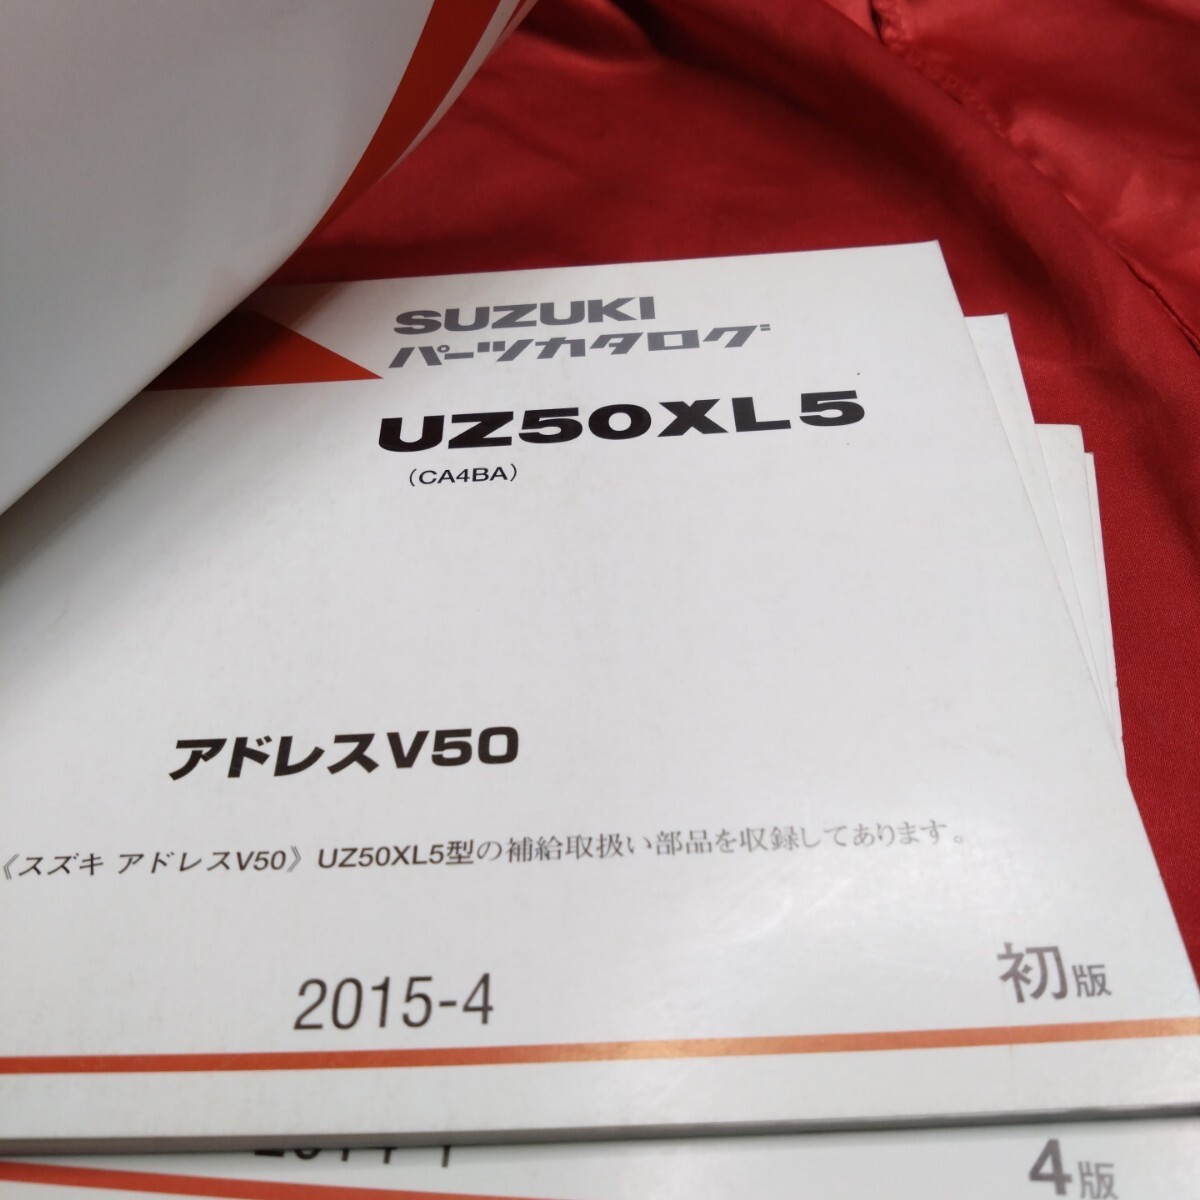 SUZUKI
パーツカタログ
UZ50XL5
(CA4BA)
アドレスV50
《スズキ アドレスV50》UZ50XL5型の補給取扱い部品を収録してあります。
2015-4
初版
4版